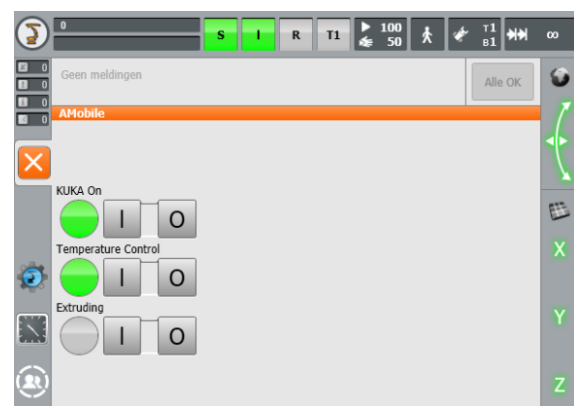 0
S I R T1 100 50 T1 B1 ∞
0
0
0
0
Geen meldingen
Alle OK
AMobile
KUKA On
I O
Temperature Control
I O
Extruding
I O
X
Y
Z